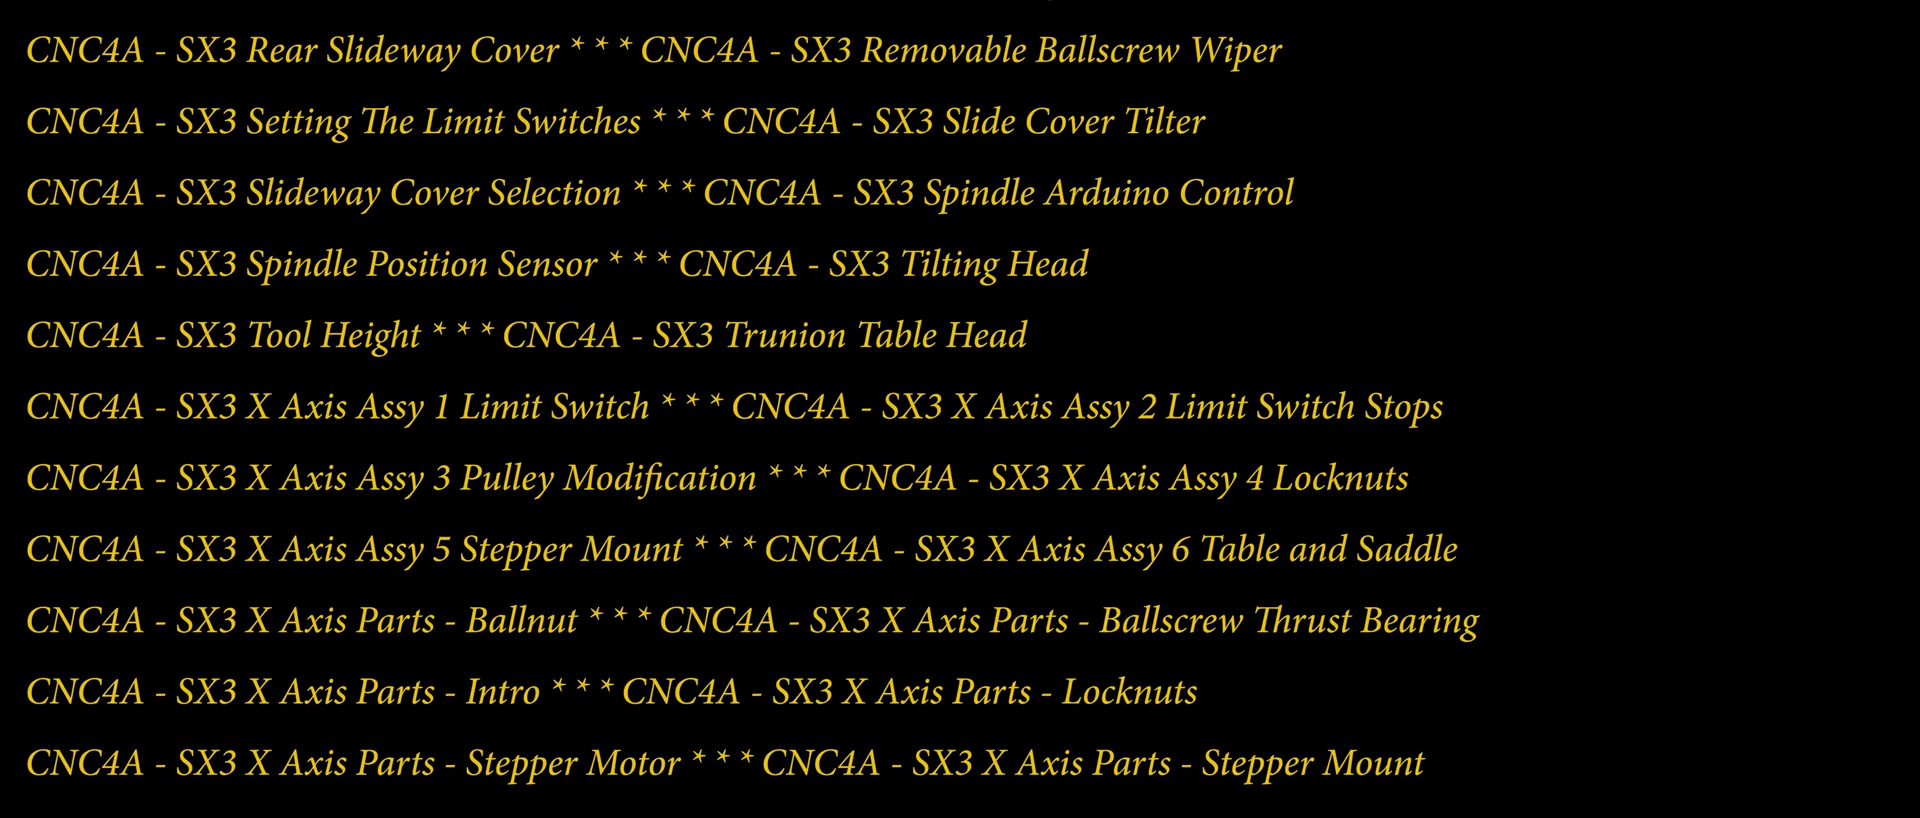 CNC4A - SX3 Rear Slideway Cover * * * CNC4A - SX3 Removable Ballscrew Wiper
CNC4A - SX3 Setting The Limit Switches * * * CNC4A - SX3 Slide Cover Tilter
CNC4A - SX3 Slideway Cover Selection * * * CNC4A - SX3 Spindle Arduino Control
CNC4A - SX3 Spindle Position Sensor * * * CNC4A - SX3 Tilting Head
CNC4A - SX3 Tool Height * * * CNC4A - SX3 Trunion Table Head
CNC4A - SX3 X Axis Assy 1 Limit Switch * * * CNC4A - SX3 X Axis Assy 2 Limit Switch Stops
CNC4A - SX3 X Axis Assy 3 Pulley Modification * * * CNC4A - SX3 X Axis Assy 4 Locknuts
CNC4A - SX3 X Axis Assy 5 Stepper Mount * * * CNC4A - SX3 X Axis Assy 6 Table and Saddle
CNC4A - SX3 X Axis Parts - Ballnut * * * CNC4A - SX3 X Axis Parts - Ballscrew Thrust Bearing
CNC4A - SX3 X Axis Parts - Intro * * * CNC4A - SX3 X Axis Parts - Locknuts
CNC4A - SX3 X Axis Parts - Stepper Motor * * * CNC4A - SX3 X Axis Parts - Stepper Mount